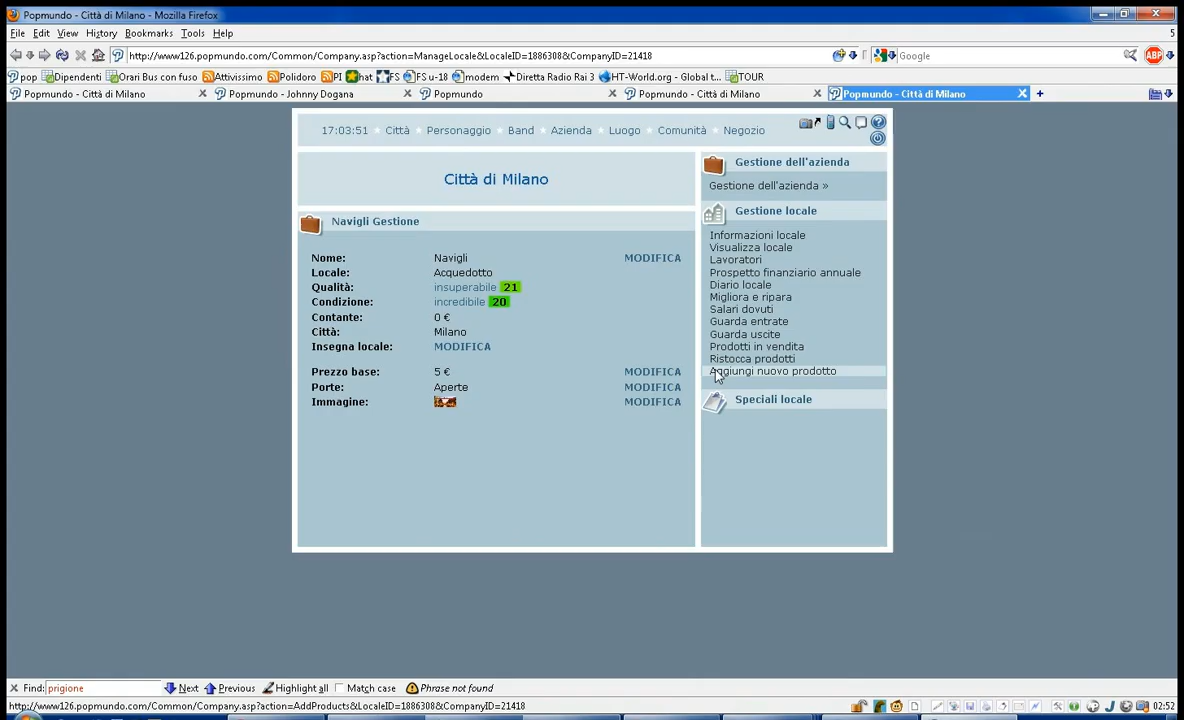 Popmundo - Città di Milano - Mozilla Firefox
File Edit View History Bookmarks Tools Help
http://www126.popmundo.com/Common/Company.asp?action=ManageLocale&LocaleID=1886308&CompanyID=21418
Google
ABP
pop Dipendenti Orari Bus con fuso Attivissimo Polidoro PI hat FS FS u-18 modem Diretta Radio Rai 3 HT-World.org - Global t... TOUR
Popmundo - Città di Milano Popmundo - Johnny Dogana Popmundo Popmundo - Città di Milano Popmundo - Città di Milano
17:03:51 Città Personaggio Band Azienda Luogo Comunità Negozio
Città di Milano
Navigli Gestione
Nome: Navigli MODIFICA
Locale: Acquedotto
Qualità: insuperabile 21
Condizione: incredibile 20
Contante: 0 €
Città: Milano
Insegna locale: MODIFICA
Prezzo base: 5 € MODIFICA
Porte: Aperte MODIFICA
Immagine: MODIFICA
Gestione dell'azienda
Gestione dell'azienda »
Gestione locale
Informazioni locale
Visualizza locale
Lavoratori
Prospetto finanziario annuale
Diario locale
Migliora e ripara
Salari dovuti
Guarda entrate
Guarda uscite
Prodotti in vendita
Ristocca prodotti
Aggiungi nuovo prodotto
Speciali locale
Find: prigione Next Previous Highlight all Match case Phrase not found
http://www126.popmundo.com/Common/Company.asp?action=AddProducts&LocaleID=1886308&CompanyID=21418
02:52